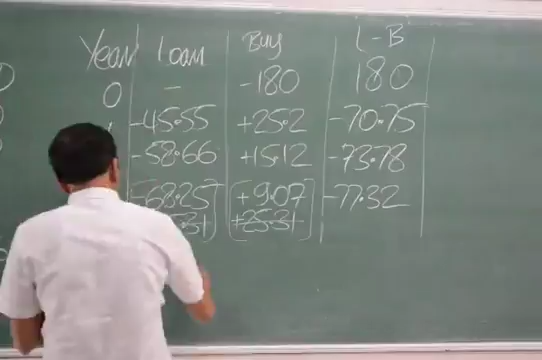 Year Loan Buy L-B
0 - -180 180
1 -45.55 +25.2 -70.75
-58.66 +15.12 -73.78
-68.25 +9.07 -77.32
+25.31